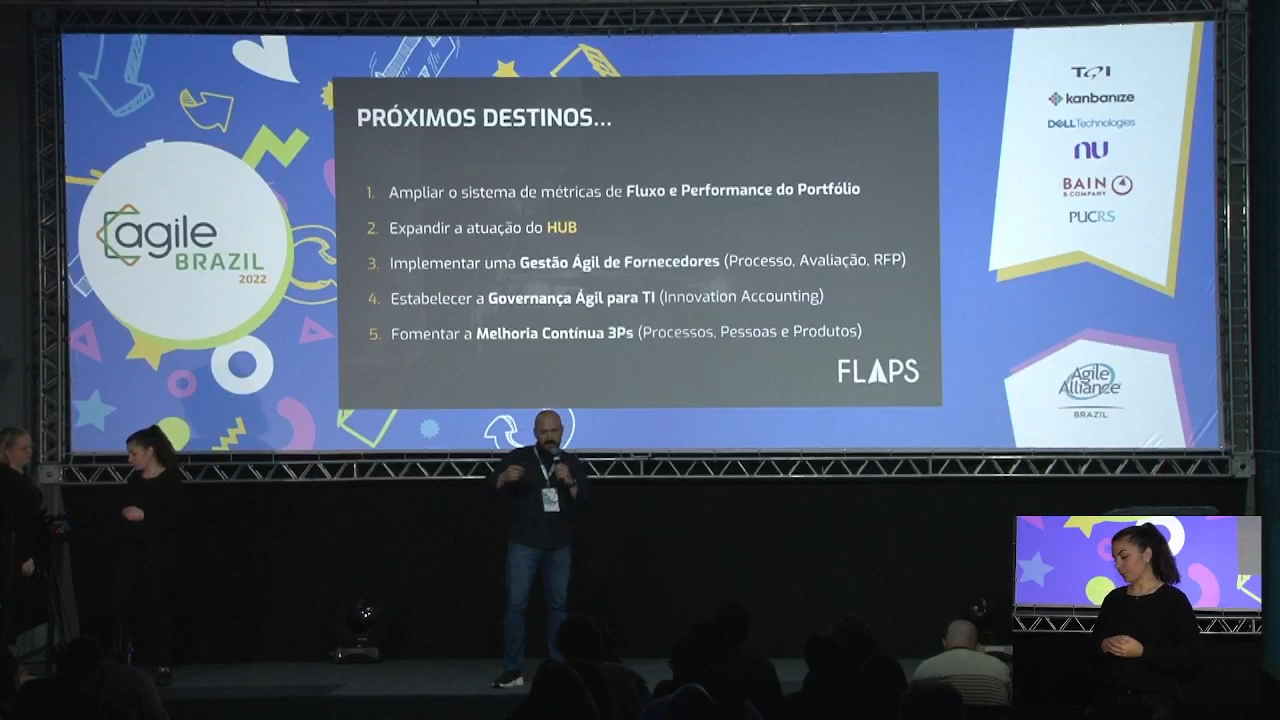 PRÓXIMOS DESTINOS...
1. Ampliar o sistema de métricas de Fluxo e Performance do Portfólio
2. Expandir a atuação do HUB
3. Implementar uma Gestão Ágil de Fornecedores (Processo, Avaliação, RFP)
4. Estabelecer a Governança Ágil para TI (Innovation Accounting)
5. Fomentar a Melhoria Contínua 3Ps (Processos, Pessoas e Produtos)
FLAPS
agile
BRAZIL
2022
TQI
kanbanize
DELLTechnologies
nu
BAIN
& COMPANY
PUCRS
Agile
Alliance
BRAZIL